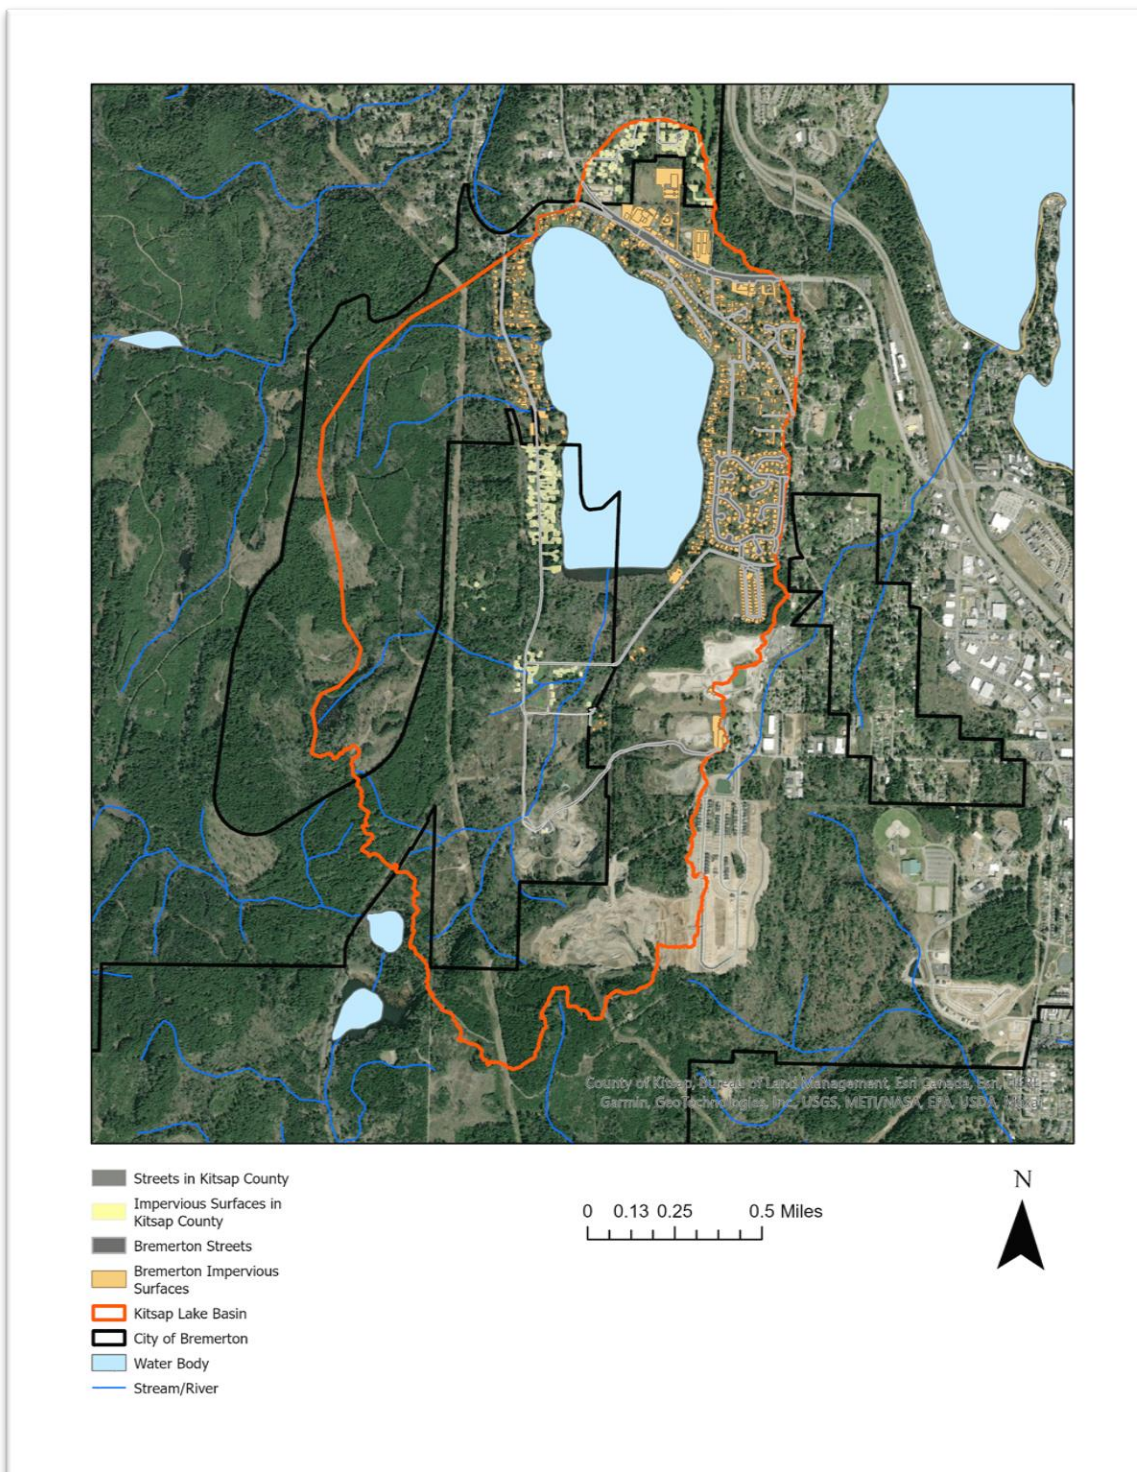 County of Kitsap, Bureau of Land Management, Esri Canada, Esri,
Garmin, GeoTechnologies, Inc., USGS, METI/NASA, EPA, USDA,
Streets in Kitsap County
Impervious Surfaces in
Kitsap County
Bremerton Streets
Bremerton Impervious
Surfaces
Kitsap Lake Basin
City of Bremerton
Water Body
Stream/River
0 0.13 0.25 0.5 Miles
N